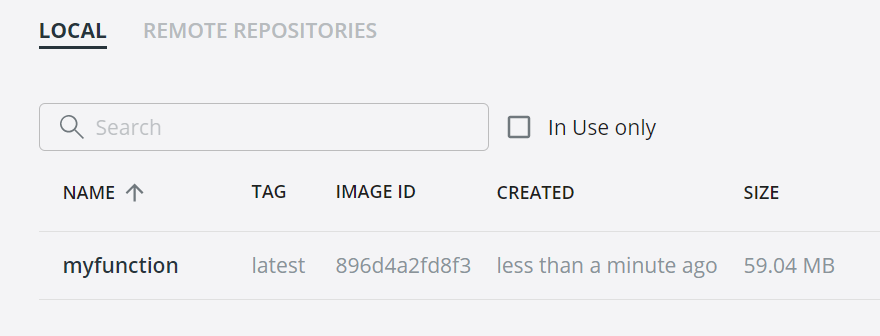 LOCAL REMOTE REPOSITORIES
Search In Use only
NAME TAG IMAGE ID CREATED SIZE
myfunction latest 896d4a2fd8f3 less than a minute ago 59.04 MB